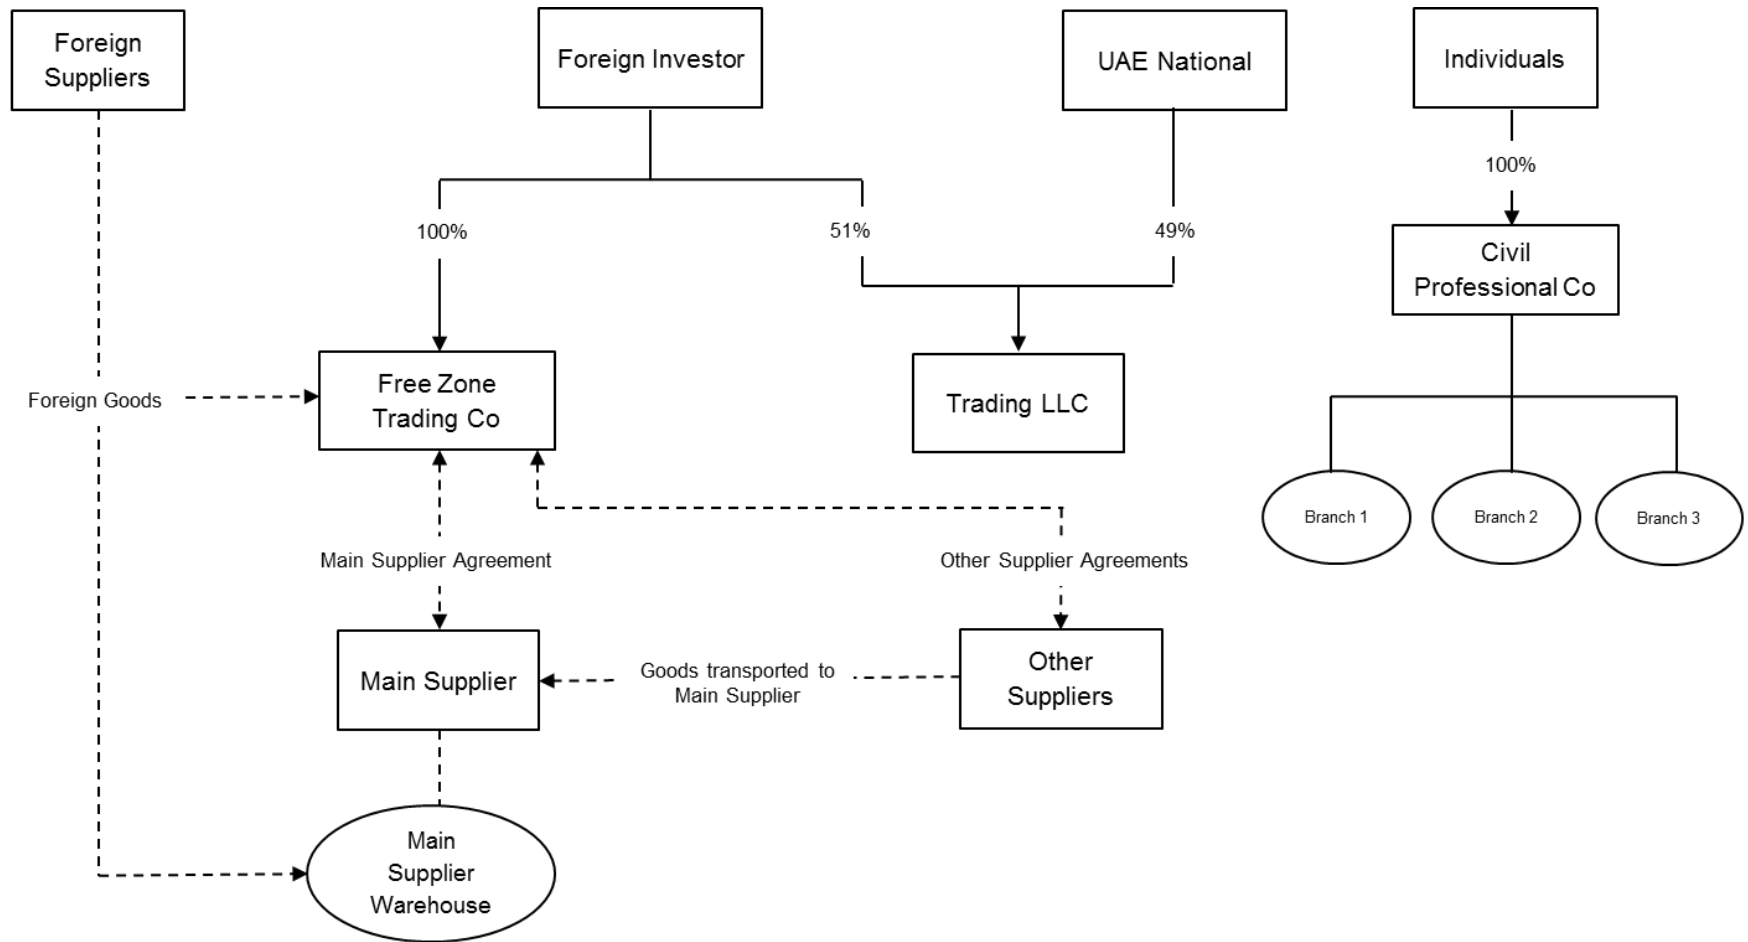 Foreign
Suppliers
Foreign Investor
UAE National
Individuals
100%
100%
51%
49%
Civil
Professional Co
Free Zone
Trading Co
Trading LLC
Foreign Goods
Branch 1
Branch 2
Branch 3
Main Supplier Agreement
Other Supplier Agreements
Main Supplier
Goods transported to
Main Supplier
Other
Suppliers
Main
Supplier
Warehouse